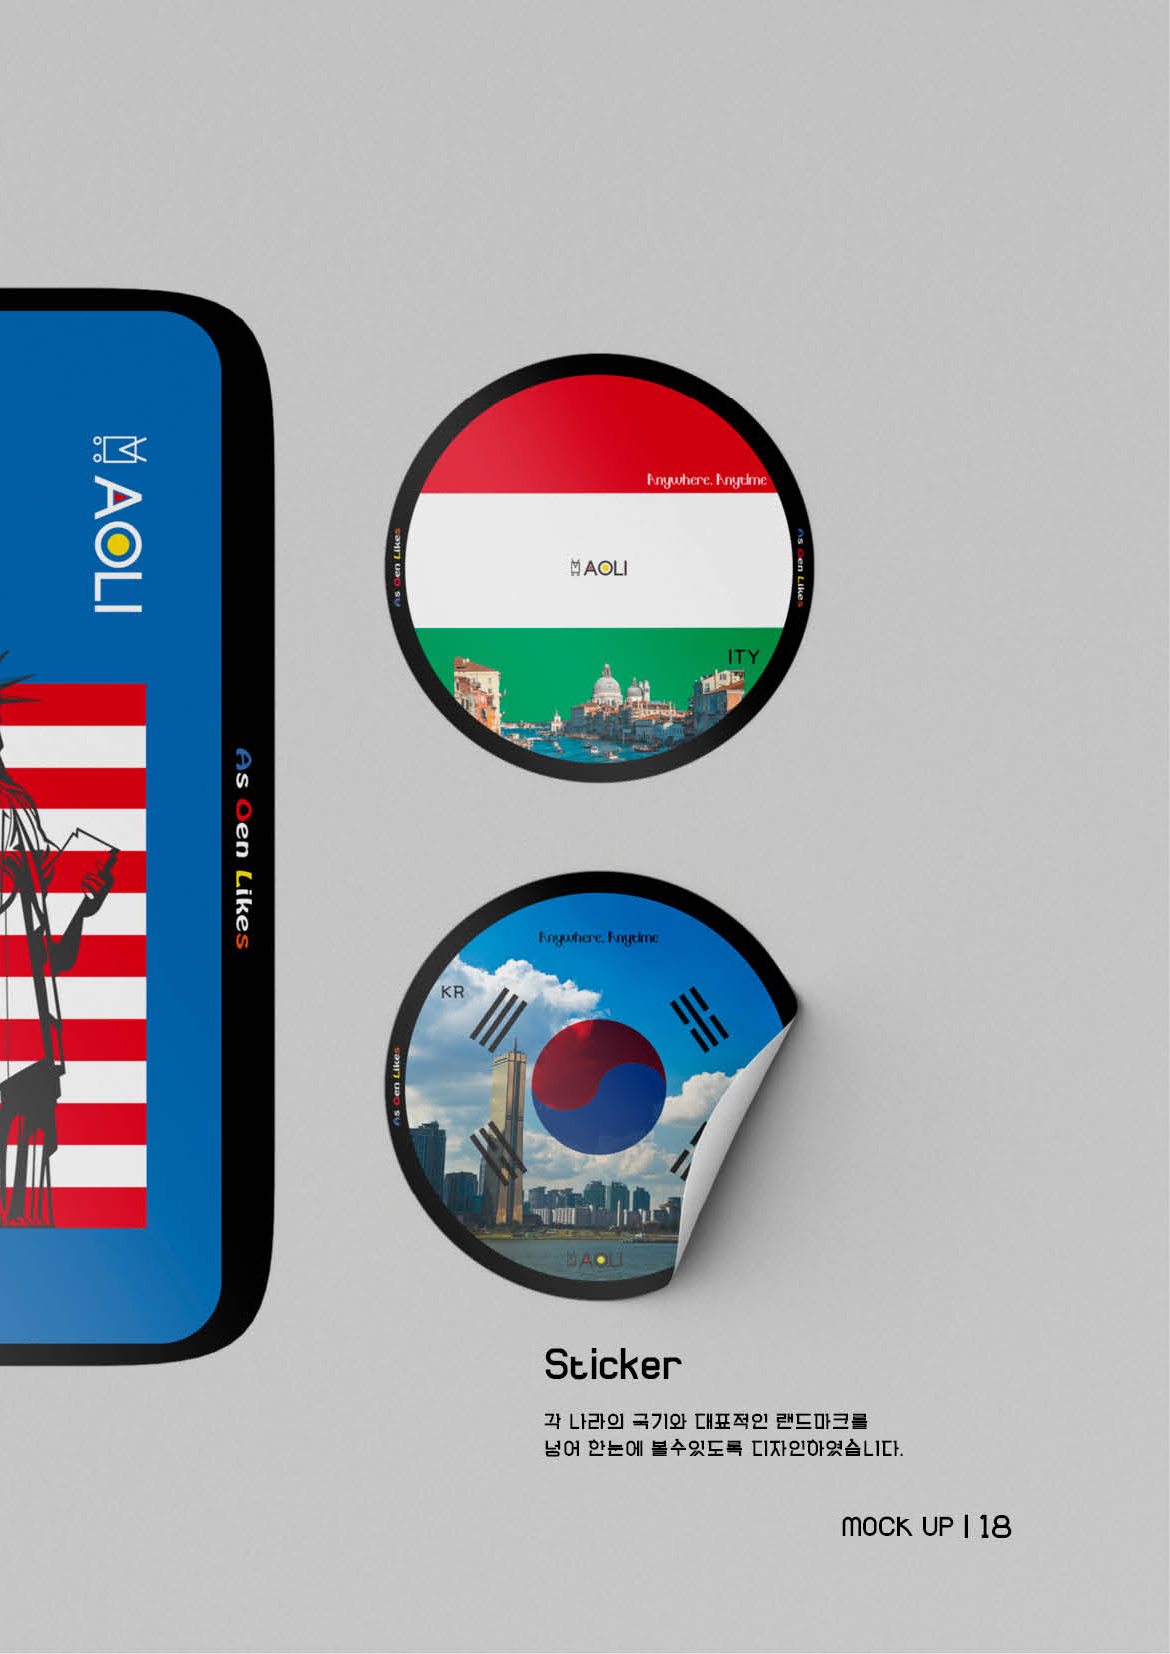 AOLI
As Oen Likes
Anywhere. Anytime
As Oen Likes
AOLI
As Oen Likes
ITY
Anywhere. Anytime
KR
As Oen Likes
AOLI
Sticker
각 나라의 국기와 대표적인 랜드마크를
넣어 한눈에 볼수있도록 디자인하였습니다.
MOCK UP | 18